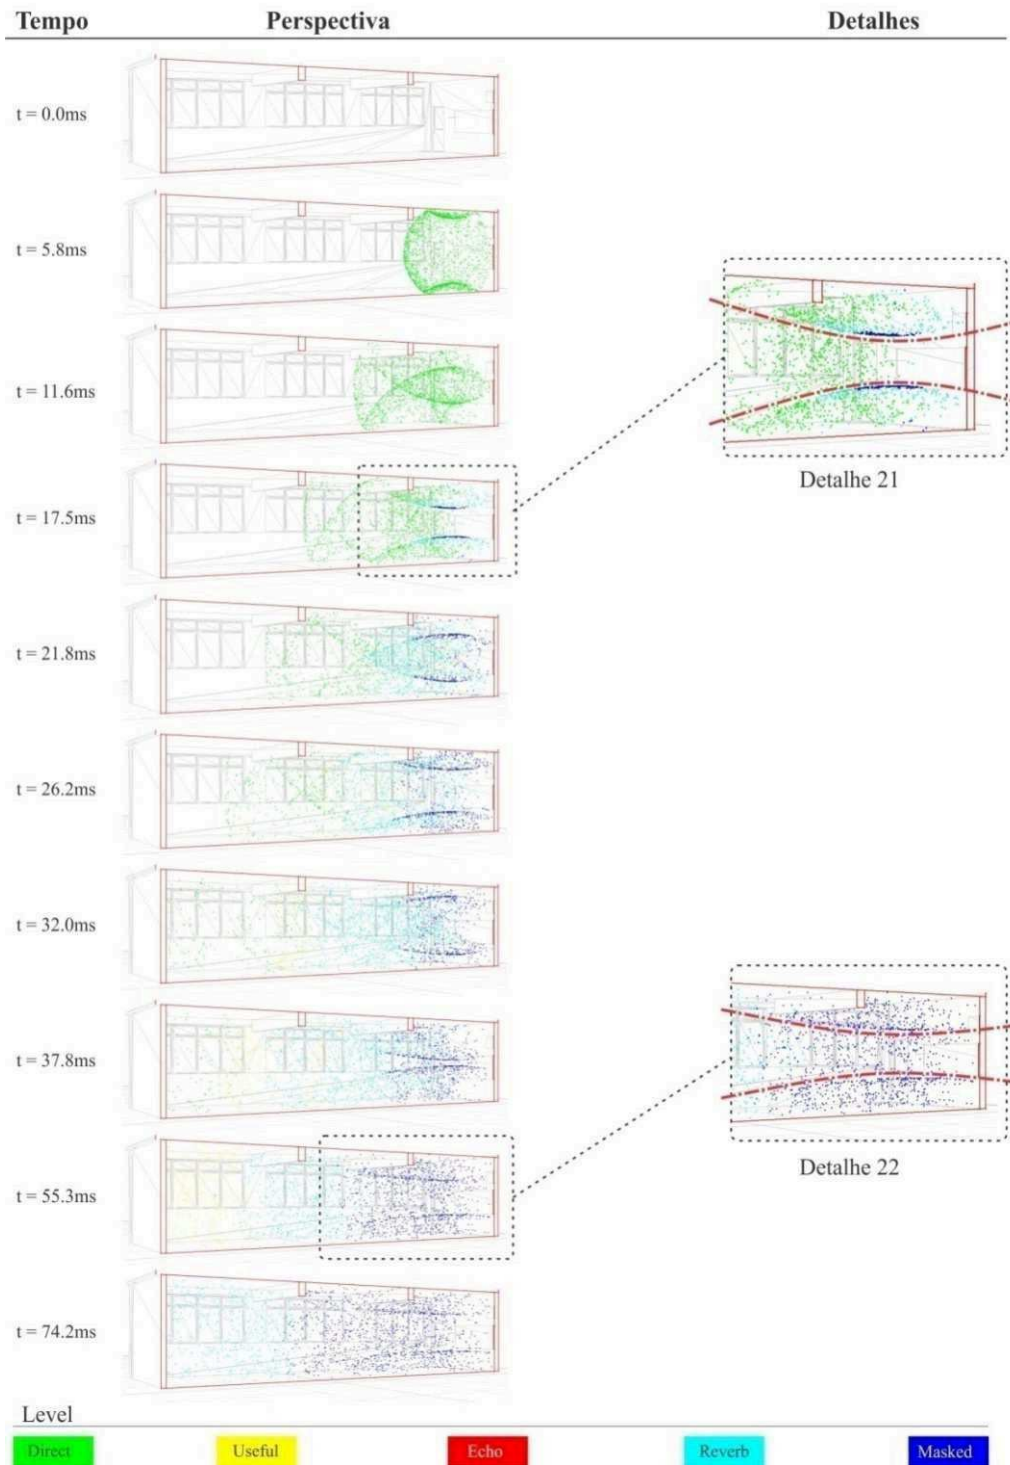 Tempo Perspectiva Detalhes
t = 0.0ms
t = 5.8ms
t = 11.6ms
Detalhe 21
t = 17.5ms
t = 21.8ms
t = 26.2ms
t = 32.0ms
t = 37.8ms
Detalhe 22
t = 55.3ms
t = 74.2ms
Level
Direct Useful Echo Reverb Masked